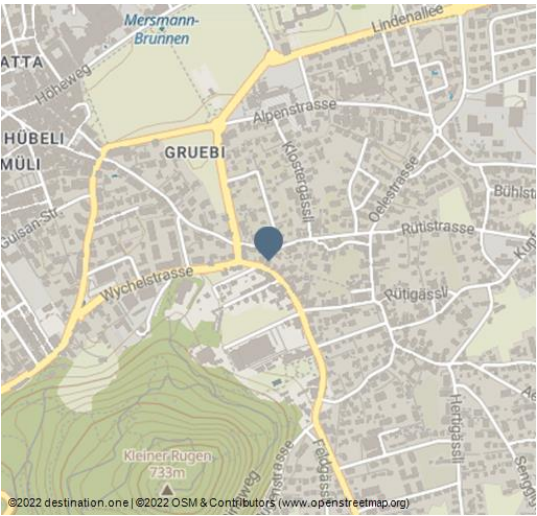 Mersmann-
Brunnen
Lindenallee
ATTA
Höheweg
Alpenstrasse
HÜBELI
MÜLI
GRUEBI
Klostergässli
Oelestrasse
Bühlst
Guisan-Str.
Rütistrasse
Wychelstrasse
Rütigässli
Hertigässli
Kleiner Rugen
733m
Feldgass
©2022 destination.one | ©2022 OSM & Contributors (www.openstreetmap.org)